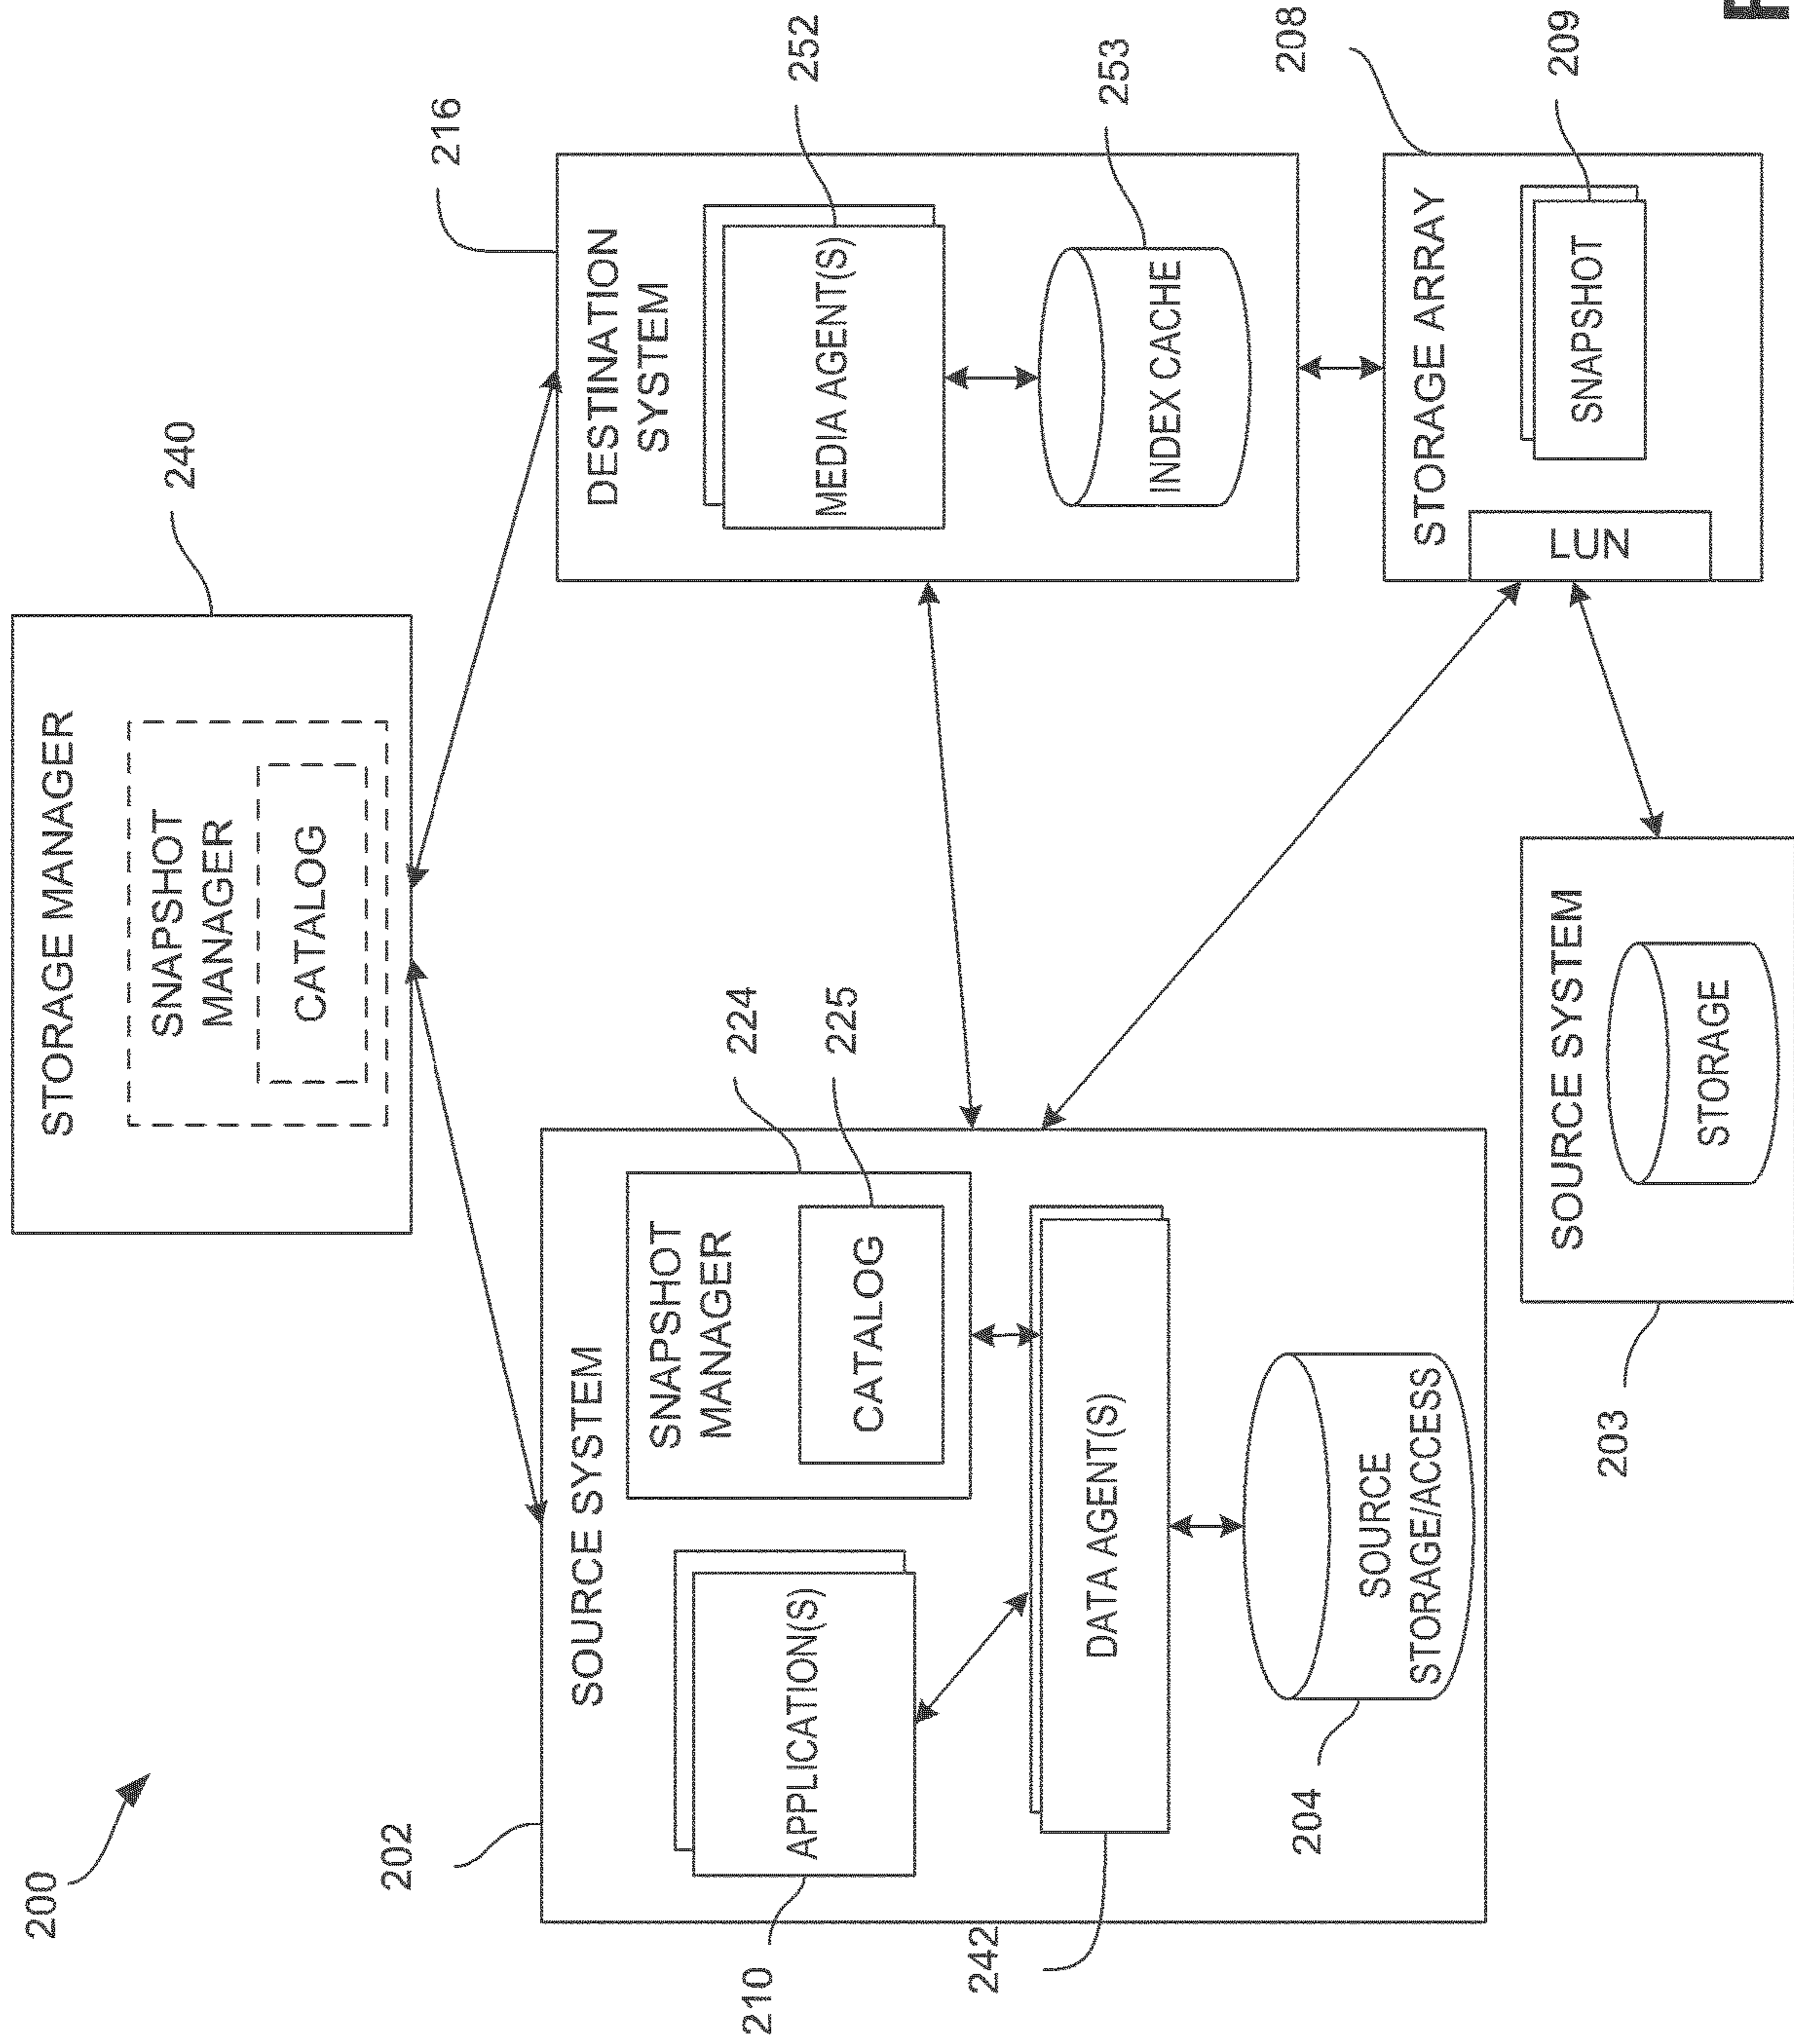 200
STORAGE MANAGER
SNAPSHOT
MANAGER
CATALOG
240
202
SOURCE SYSTEM
210
APPLICATION(S)
SNAPSHOT
MANAGER
224
CATALOG
225
242
DATA AGENT(S)
204
SOURCE
STORAGE/ACCESS
216
DESTINATION
SYSTEM
252
MEDIA AGENT(S)
253
INDEX CACHE
208
STORAGE ARRAY
209
SNAPSHOT
LUN
203
SOURCE SYSTEM
STORAGE